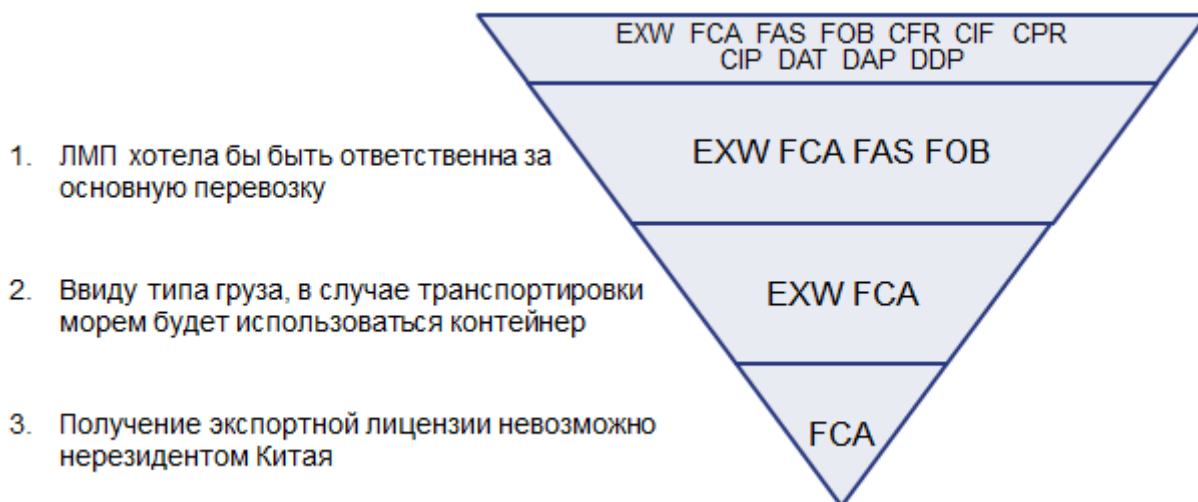 EXW FCA FAS FOB CFR CIF CPR
CIP DAT DAP DDP
1. ЛМП хотела бы быть ответственна за
основную перевозку
EXW FCA FAS FOB
2. Ввиду типа груза, в случае транспортировки
морем будет использоваться контейнер
EXW FCA
3. Получение экспортной лицензии невозможно
нерезидентом Китая
FCA